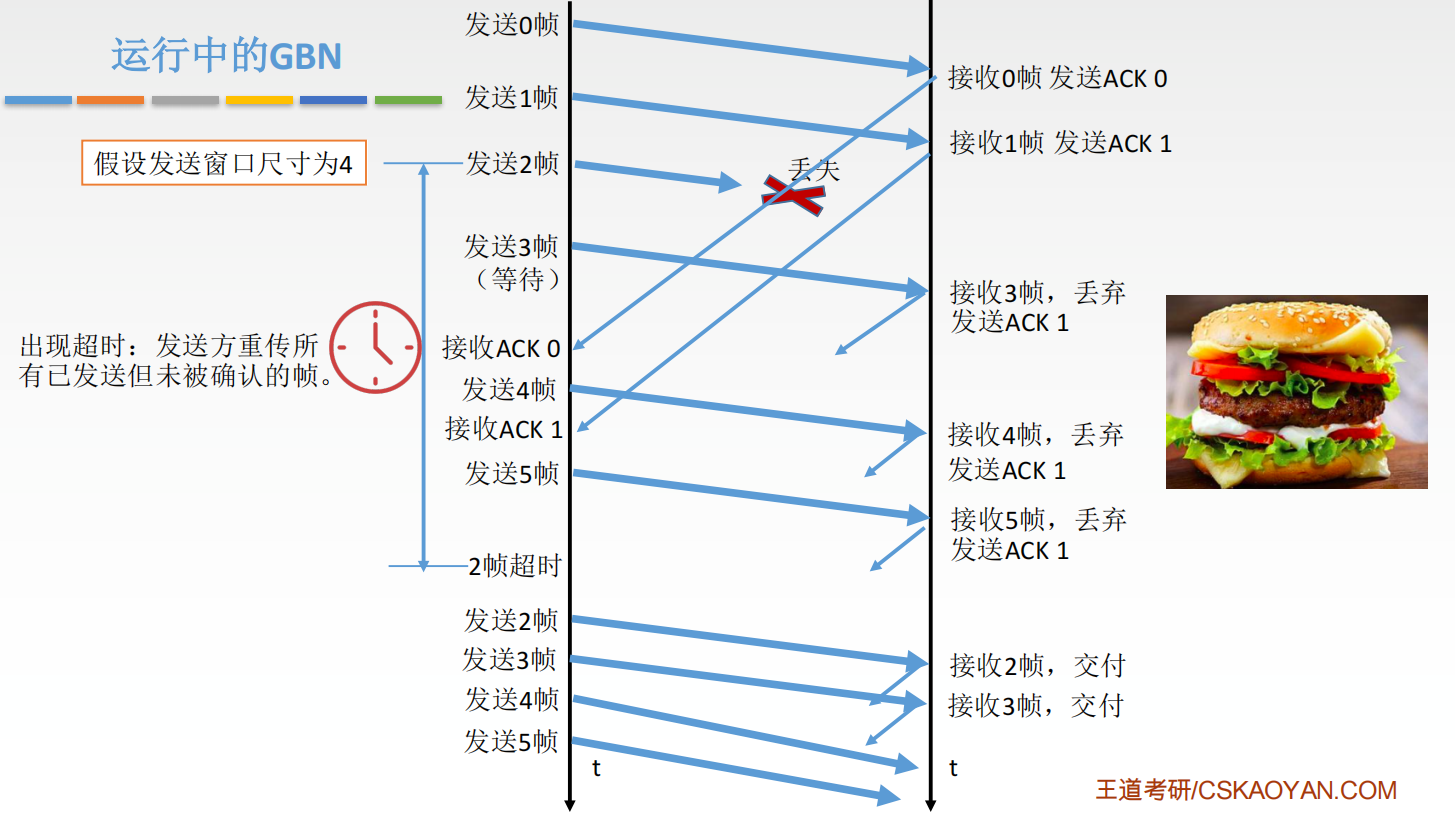 运行中的GBN
假设发送窗口尺寸为4
出现超时：发送方重传所
有已发送但未被确认的帧。
发送0帧
发送1帧
发送2帧
发送3帧
（等待）
接收ACK 0
发送4帧
接收ACK 1
发送5帧
2帧超时
发送2帧
发送3帧
发送4帧
发送5帧
t
丢失
接收0帧 发送ACK 0
接收1帧 发送ACK 1
接收3帧，丢弃
发送ACK 1
接收4帧，丢弃
发送ACK 1
接收5帧，丢弃
发送ACK 1
接收2帧，交付
接收3帧，交付
t
王道考研/CSKAOYAN.COM